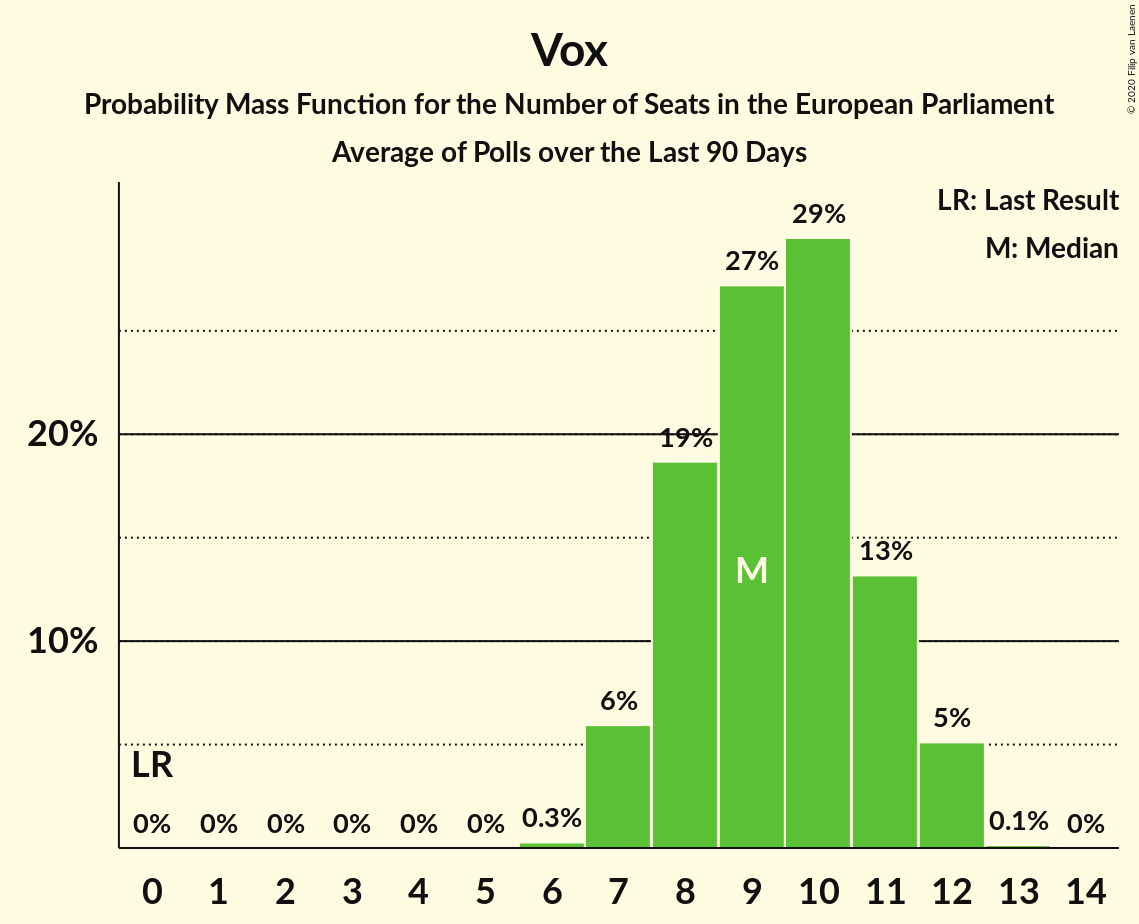 Vox
Probability Mass Function for the Number of Seats in the European Parliament
Average of Polls over the Last 90 Days
© 2020 Filip van Laenen
LR: Last Result
M: Median
29%
27%
20%
19%
13%
M
10%
6%
5%
LR
0% 0% 0% 0% 0% 0% 0.3% 0.1% 0%
0 1 2 3 4 5 6 7 8 9 10 11 12 13 14